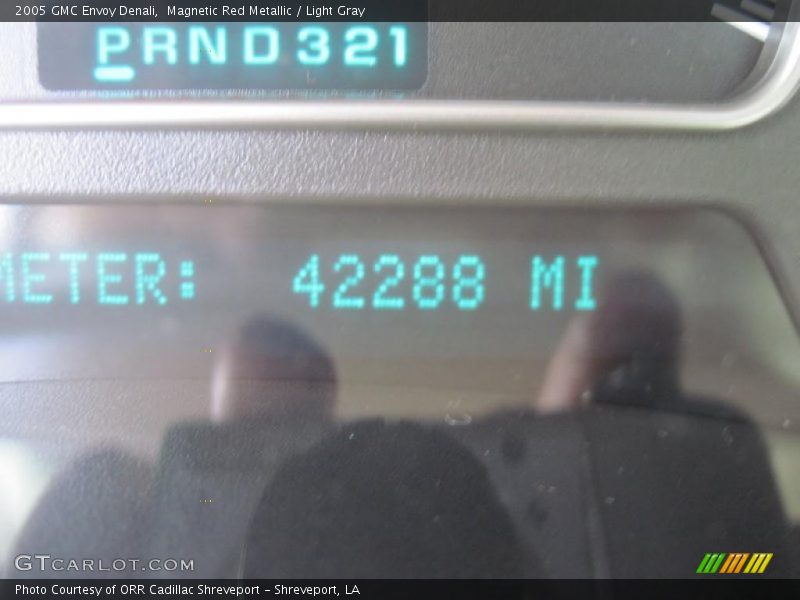 2005 GMC Envoy Denali,  Magnetic Red Metallic / Light Gray
PRND321
METER:   42288 MI
GTCARLOT.COM
Photo Courtesy of ORR Cadillac Shreveport - Shreveport, LA